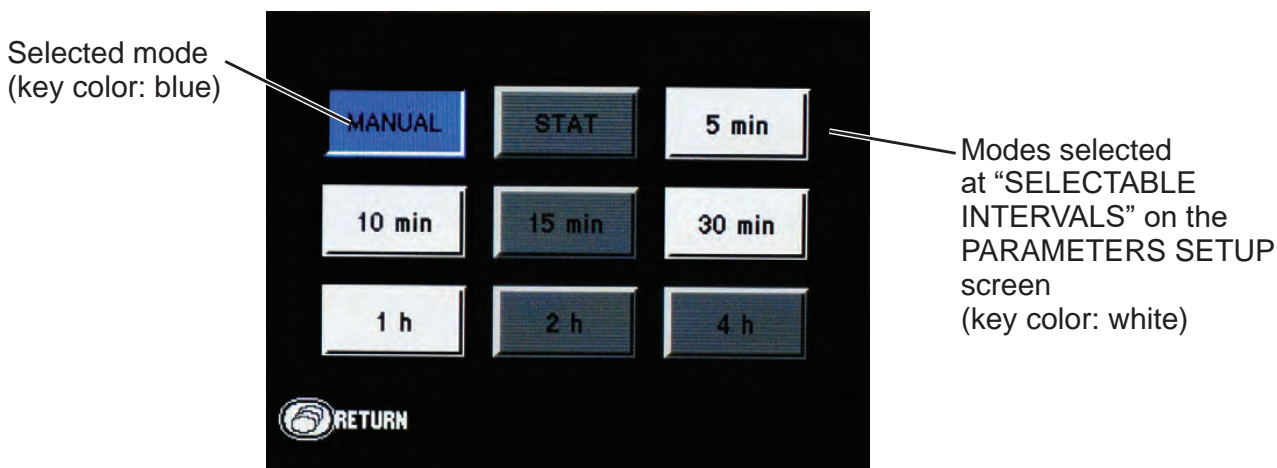 Selected mode
(key color: blue)
MANUAL
STAT
5 min
10 min
15 min
30 min
1 h
2 h
4 h
RETURN
Modes selected
at “SELECTABLE
INTERVALS” on the
PARAMETERS SETUP
screen
(key color: white)